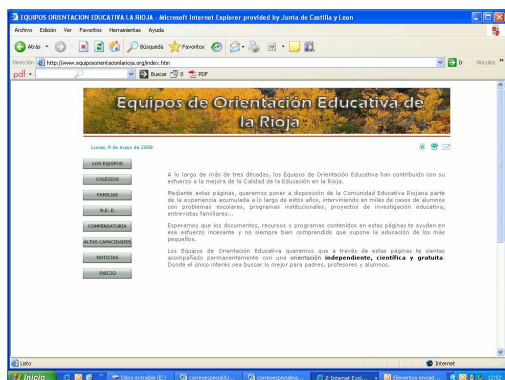 EQUIPOS ORIENTACION EDUCATIVA LA RIOJA - Microsoft Internet Explorer provided by Junta de Castilla y Leon
Archivo Edición Ver Favoritos Herramientas Ayuda
Atrás Búsqueda Favoritos
Dirección http://www.equiposorientacionlarioja.org/index.htm Ir Vínculos »
pdf Buscar 0 PDF
Equipos de Orientación Educativa de
la Rioja
Lunes, 4 de mayo de 2008
LOS EQUIPOS
COLEGIOS
FAMILIAS
N.E. E.
COMPENSATORIA
ALTAS CAPACIDADES
NOTICIAS
INICIO
A lo largo de más de tres décadas, los Equipos de Orientación Educativa han contribuido con su
esfuerzo a la mejora de la Calidad de la Educación en la Rioja.
Mediante estas páginas, queremos poner a disposición de la Comunidad Educativa Riojana parte
de la experiencia acumulada a lo largo de estos años, interviniendo en miles de casos de alumnos
con problemas escolares, programas institucionales, proyectos de investigación educativa,
entrevistas familiares...
Esperamos que los documentos, recursos y programas contenidos en estas páginas te ayuden en
ese esfuerzo incesante y no siempre bien comprendido que supone la educación de los más
pequeños.
Los Equipos de Orientación Educativa queremos que a través de estas páginas te sientas
acompañado permanentemente con una orientación independiente, científica y gratuita.
Donde el único interés sea buscar lo mejor para padres, profesores y alumnos.
Listo Internet
Inicio Disco extraíble (E:) 2 Internet Expl... Elementos enviad... 12:52